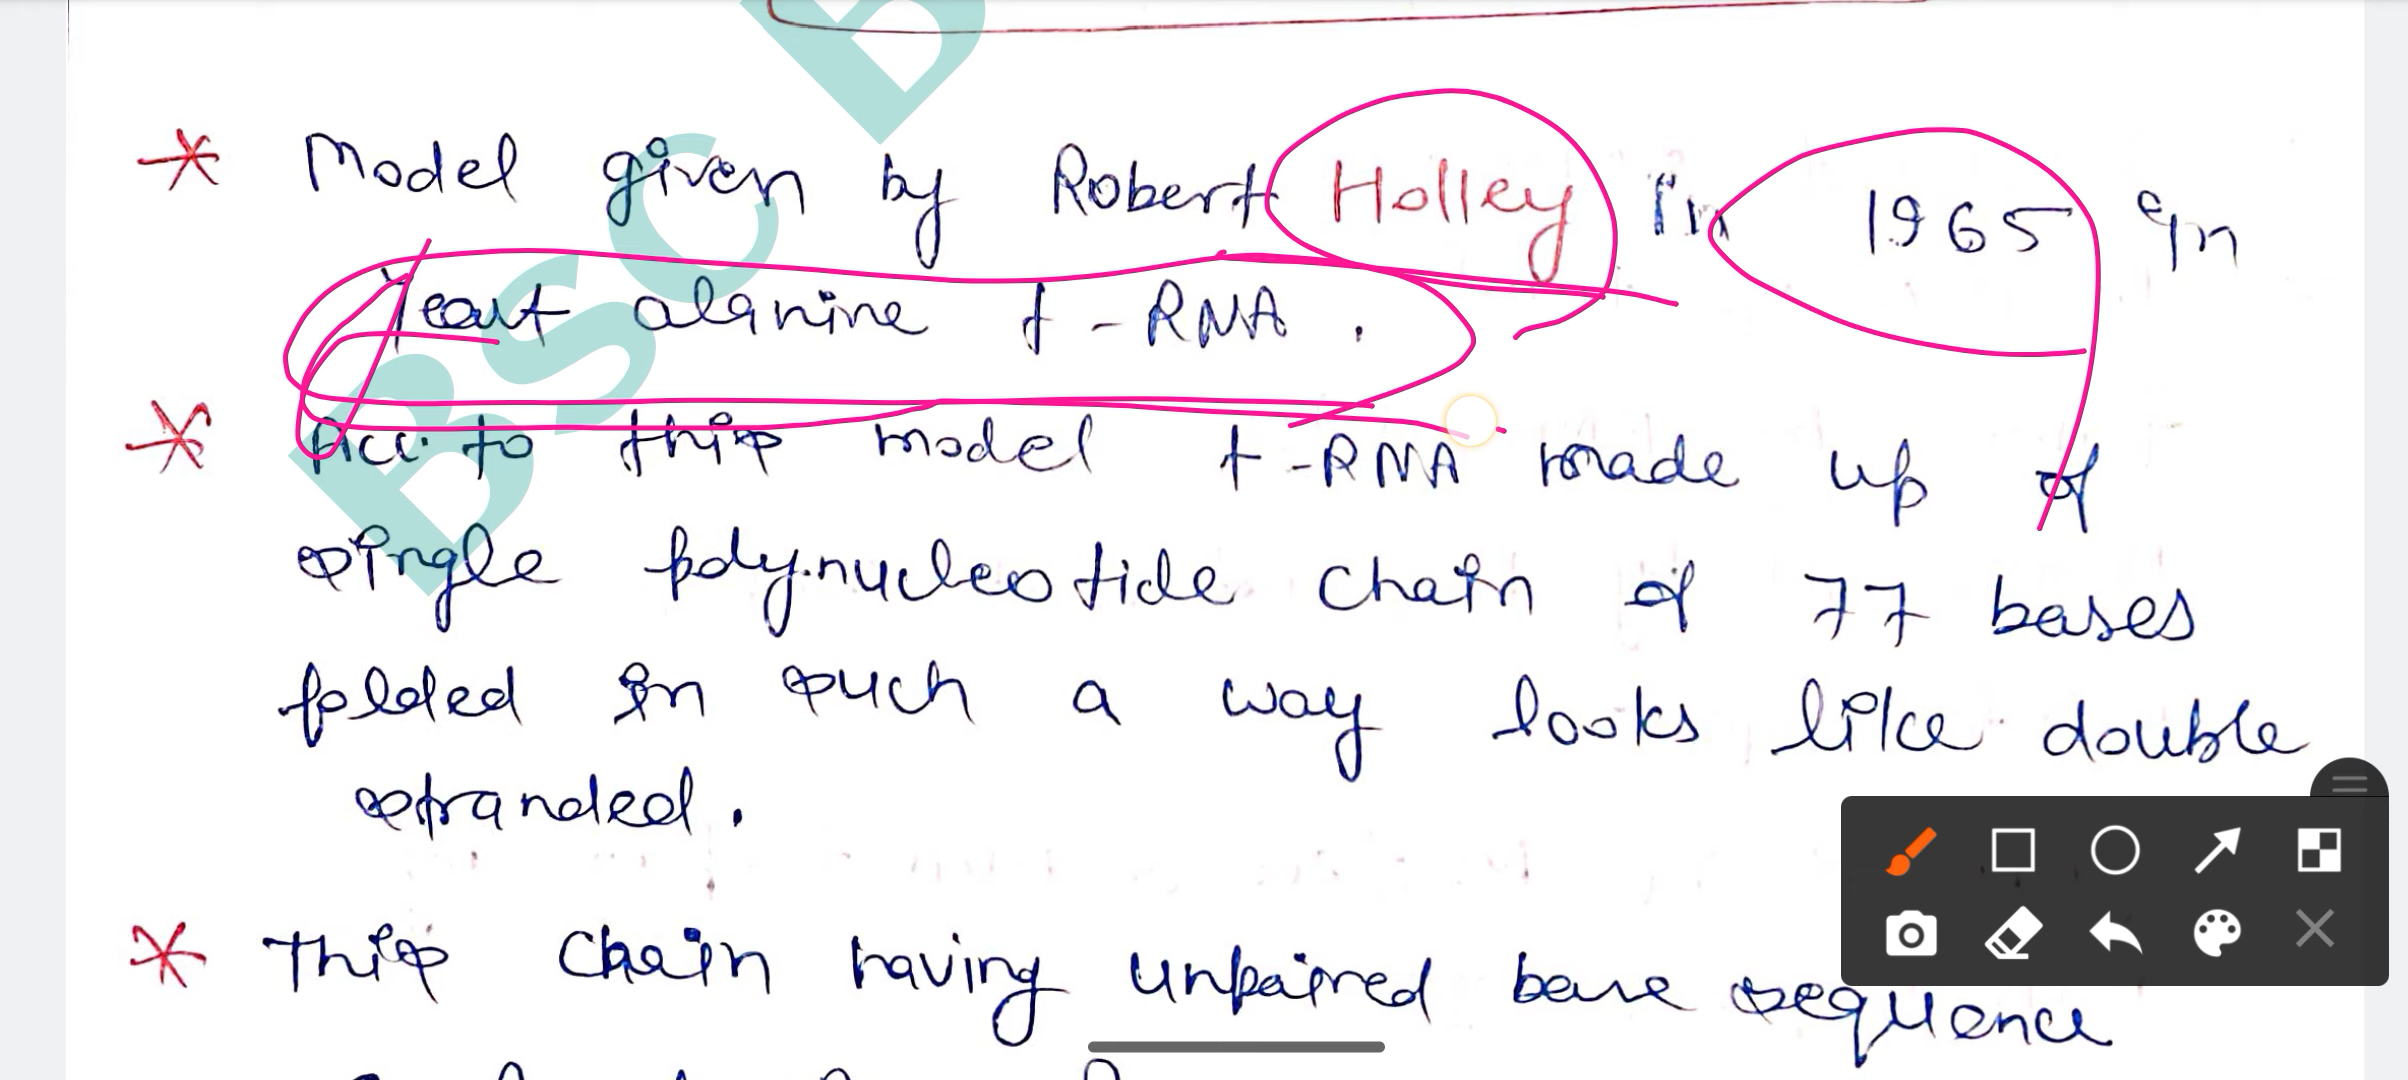 BSC B
* Model given by Robert Holley in 1965 in
Yeast alanine t-RNA.
* Acc. to this model t-RNA made up of
single polynucleotide chain of 77 bases
folded in such a way looks like double
stranded.
* This chain having unpaired base sequence